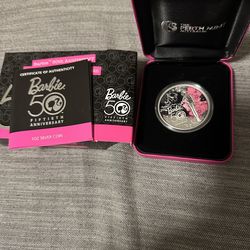 Barbie 50th Anniversary
CERTIFICATE OF AUTHENTICITY
Barbie
50
FIFTIETH
ANNIVERSARY
1OZ SILVER COIN
Barbie
50
FIFTIETH
ANNIVERSARY
THE PERTH MINT